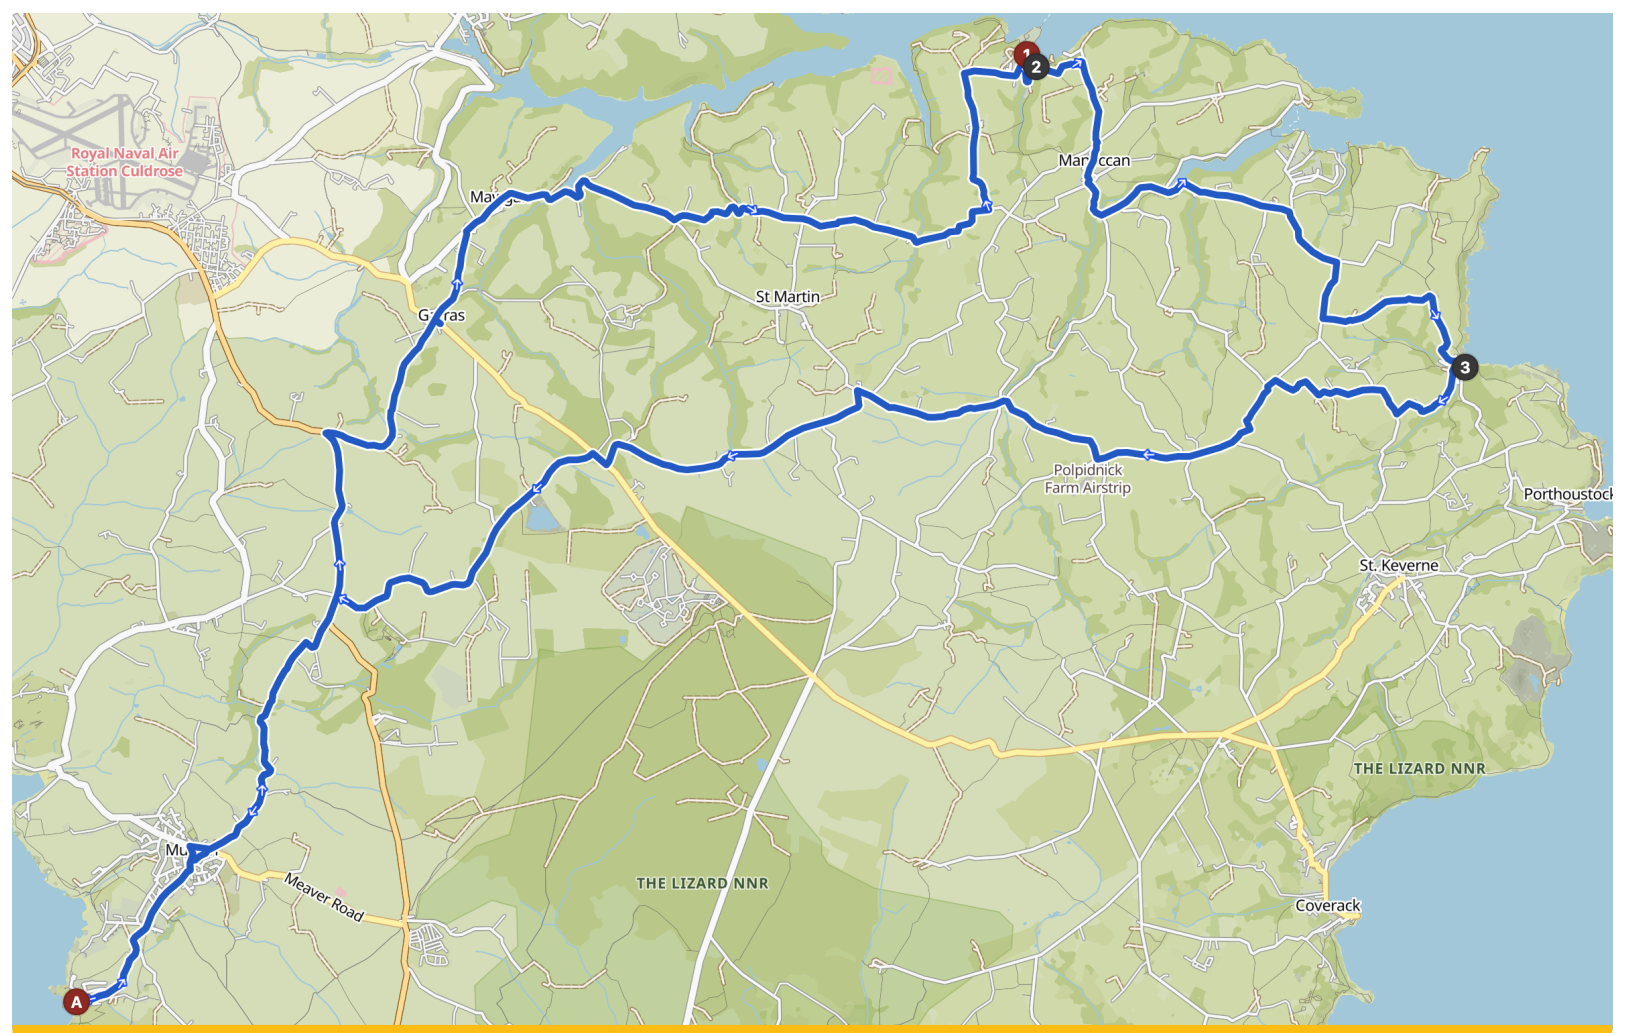 1
2
Royal Naval Air
Station Culdrose
Manaccan
St Martin
3
Polpidnick
Farm Airstrip
Porthoustock
St. Keverne
THE LIZARD NNR
THE LIZARD NNR
Meaver Road
Coverack
A